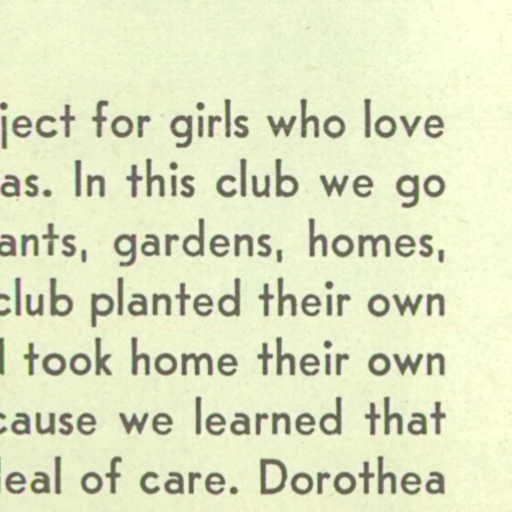 ject for girls who love
as. In this club we go
ants, gardens, homes,
club planted their own
took home their own
cause we learned that
eal of care. Dorothea